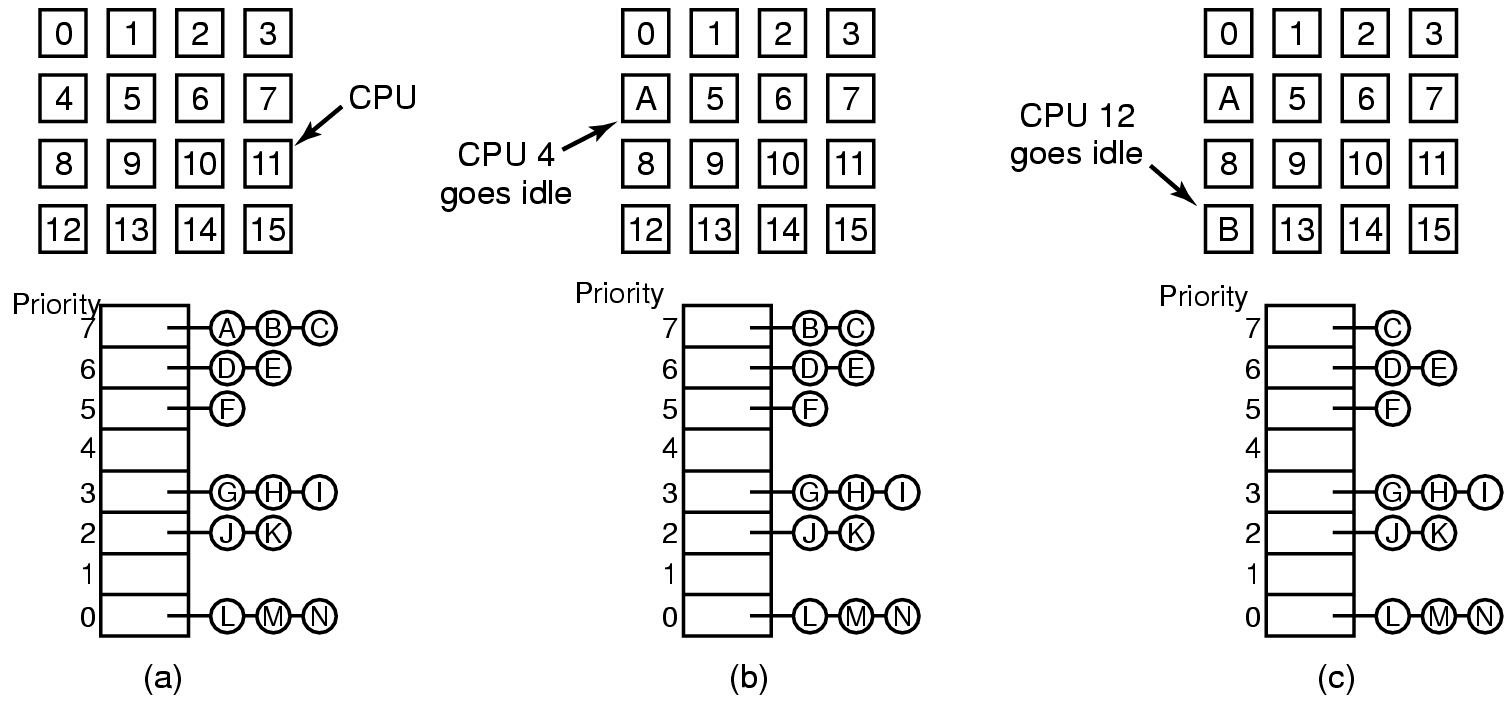 0 1 2 3
4 5 6 7
8 9 10 11
12 13 14 15
CPU
Priority
7 A B C
6 D E
5 F
4
3 G H I
2 J K
1
0 L M N
(a)
0 1 2 3
A 5 6 7
8 9 10 11
12 13 14 15
CPU 4
goes idle
Priority
7 B C
6 D E
5 F
4
3 G H I
2 J K
1
0 L M N
(b)
0 1 2 3
A 5 6 7
8 9 10 11
B 13 14 15
CPU 12
goes idle
Priority
7 C
6 D E
5 F
4
3 G H I
2 J K
1
0 L M N
(c)